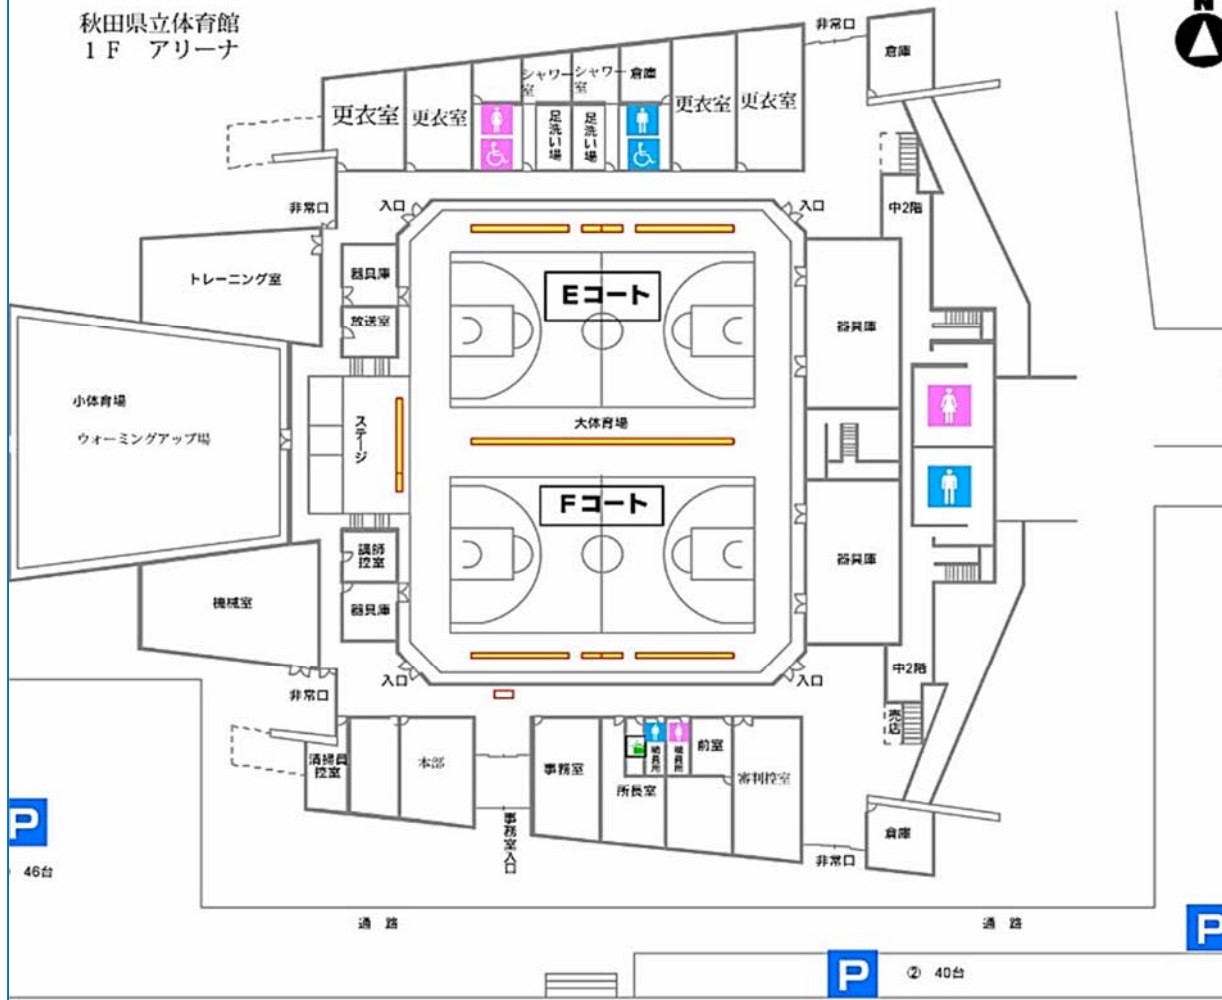 秋田県立体育館
1F アリーナ
N
非常口
倉庫
シャワー室
シャワー室
倉庫
更衣室
更衣室
足洗い場
足洗い場
更衣室
更衣室
非常口
入口
入口
中2階
トレーニング室
器具庫
Eコート
放送室
器具庫
小体育場
ウォーミングアップ場
ステージ
大体育場
Fコート
講師控室
器具庫
機械室
器具庫
入口
入口
中2階
非常口
売店
清掃員控室
本部
事務室
前室
審判控室
所長室
事務室入口
倉庫
非常口
P
46台
通路
通路
P
P
② 40台